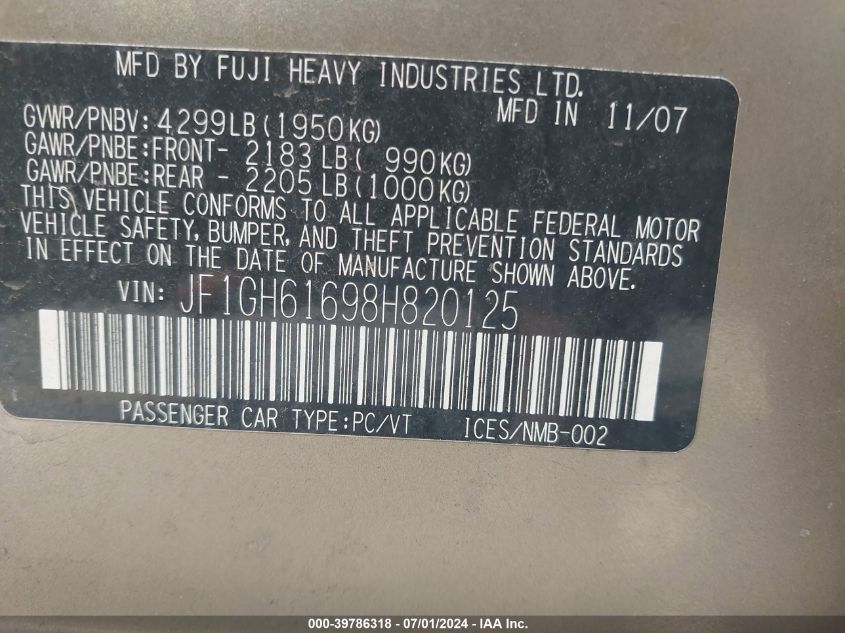 MFD BY FUJI HEAVY INDUSTRIES LTD.
MFD IN 11/07
GVWR/PNBV:4299LB(1950KG)
GAWR/PNBE:FRONT- 2183LB( 990KG)
GAWR/PNBE:REAR - 2205LB(1000KG)
THIS VEHICLE CONFORMS TO ALL APPLICABLE FEDERAL MOTOR
VEHICLE SAFETY, BUMPER, AND THEFT PREVENTION STANDARDS
IN EFFECT ON THE DATE OF MANUFACTURE SHOWN ABOVE.
VIN: JF1GH61698H820125
PASSENGER CAR TYPE:PC/VT ICES/NMB-002
000-39786318 - 07/01/2024 - IAA Inc.